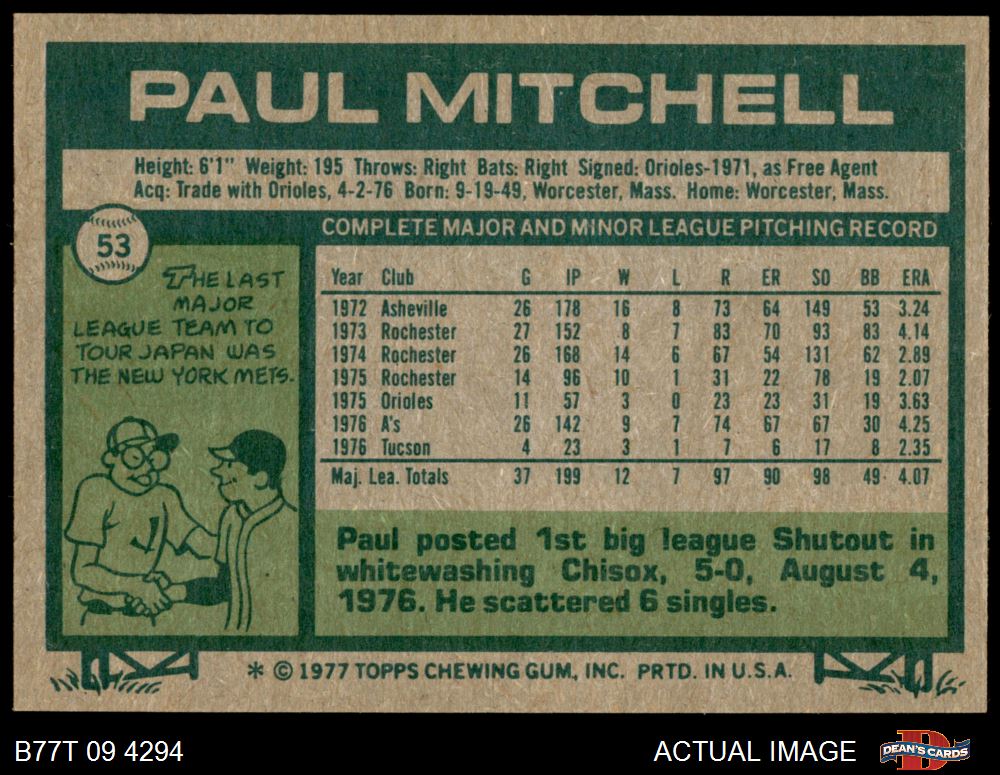 PAUL MITCHELL
Height: 6'1" Weight: 195 Throws: Right Bats: Right Signed: Orioles-1971, as Free Agent
Acq: Trade with Orioles, 4-2-76 Born: 9-19-49, Worcester, Mass. Home: Worcester, Mass.
53
THE LAST
MAJOR
LEAGUE TEAM TO
TOUR JAPAN WAS
THE NEW YORK METS.
J
COMPLETE MAJOR AND MINOR LEAGUE PITCHING RECORD
Year Club G IP W L R ER SO BB ERA
1972 Asheville 26 178 16 8 73 64 149 53 3.24
1973 Rochester 27 152 8 7 83 70 93 83 4.14
1974 Rochester 26 168 14 6 67 54 131 62 2.89
1975 Rochester 14 96 10 1 31 22 78 19 2.07
1975 Orioles 11 57 3 0 23 23 31 19 3.63
1976 A's 26 142 9 7 74 67 67 30 4.25
1976 Tucson 4 23 3 1 7 6 17 8 2.35
Maj. Lea. Totals 37 199 12 7 97 90 98 49 4.07
Paul posted 1st big league Shutout in
whitewashing Chisox, 5-0, August 4,
1976. He scattered 6 singles.
* © 1977 TOPPS CHEWING GUM, INC. PRTD. IN U.S.A.
B77T 09 4294
ACTUAL IMAGE
D
DEAN'S CARDS